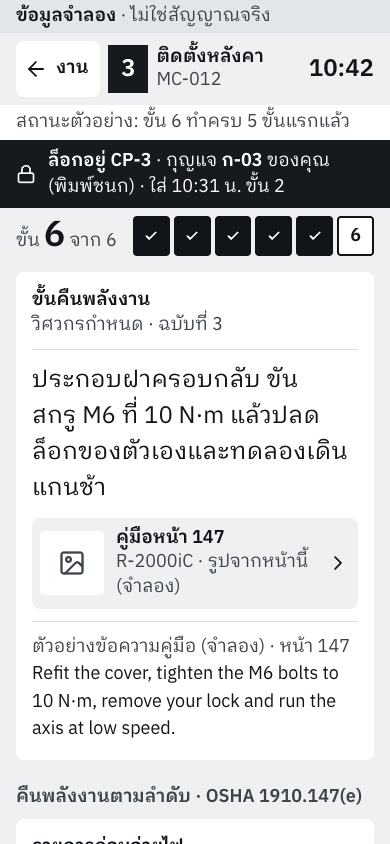 ข้อมูลจำลอง · ไม่ใช่สัญญาณจริง
งาน
3
ติดตั้งหลังคา
MC-012
10:42
สถานะตัวอย่าง: ขั้น 6 ทำครบ 5 ขั้นแรกแล้ว
ล็อกอยู่ CP-3 · กุญแจ ก-03 ของคุณ
(พิมพ์ชนก) · ใส่ 10:31 น. ขั้น 2
ขั้น 6 จาก 6
6
ขั้นคืนพลังงาน
วิศวกรกำหนด · ฉบับที่ 3
ประกอบฝาครอบกลับ ขัน
สกรู M6 ที่ 10 N·m แล้วปลด
ล็อกของตัวเองและทดลองเดิน
แกนช้า
คู่มือหน้า 147
R-2000iC · รูปจากหน้านี้
(จำลอง)
ตัวอย่างข้อความคู่มือ (จำลอง) · หน้า 147
Refit the cover, tighten the M6 bolts to
10 N·m, remove your lock and run the
axis at low speed.
คืนพลังงานตามลำดับ · OSHA 1910.147(e)